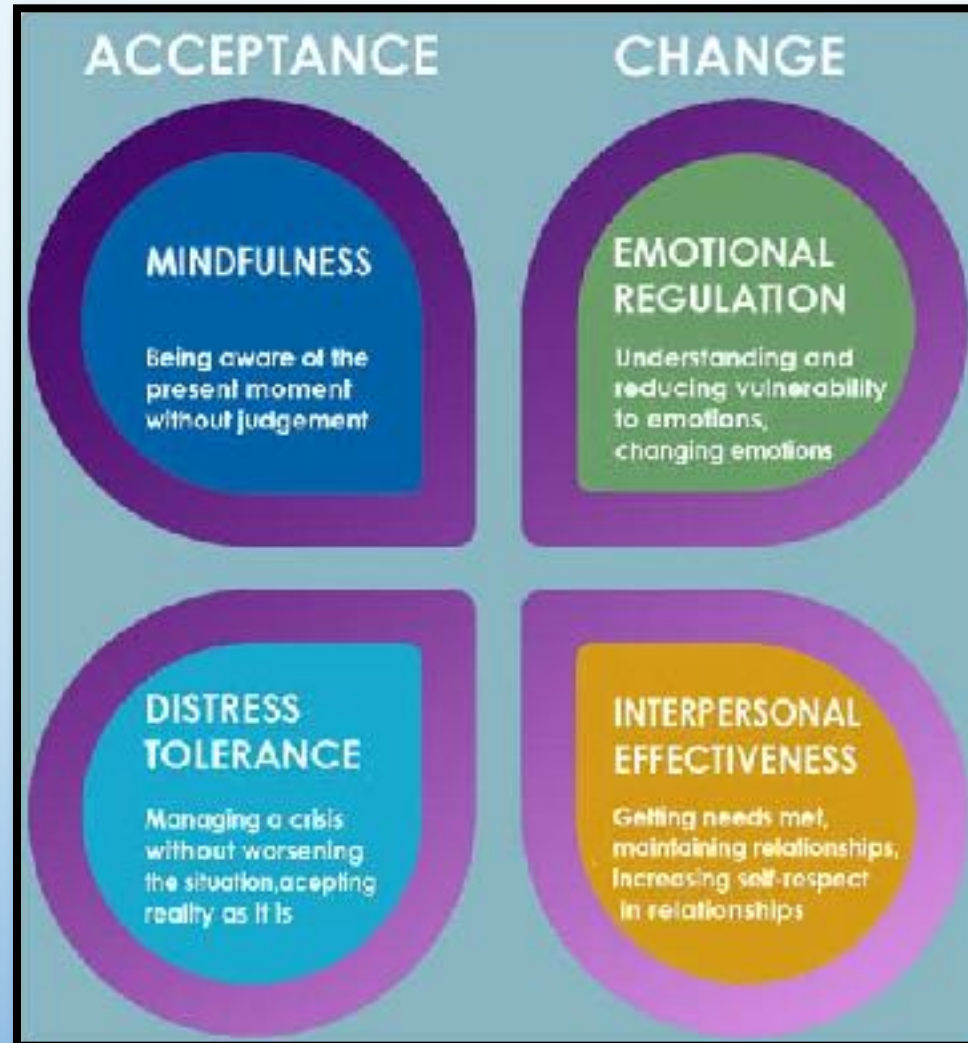 ACCEPTANCE
CHANGE
MINDFULNESS
Being aware of the
present moment
without judgement
EMOTIONAL
REGULATION
Understanding and
reducing vulnerability
to emotions,
changing emotions
DISTRESS
TOLERANCE
Managing a crisis
without worsening
the situation,acepting
reality as it is
INTERPERSONAL
EFFECTIVENESS
Getting needs met,
maintaining relationships,
increasing self-respect
in relationships